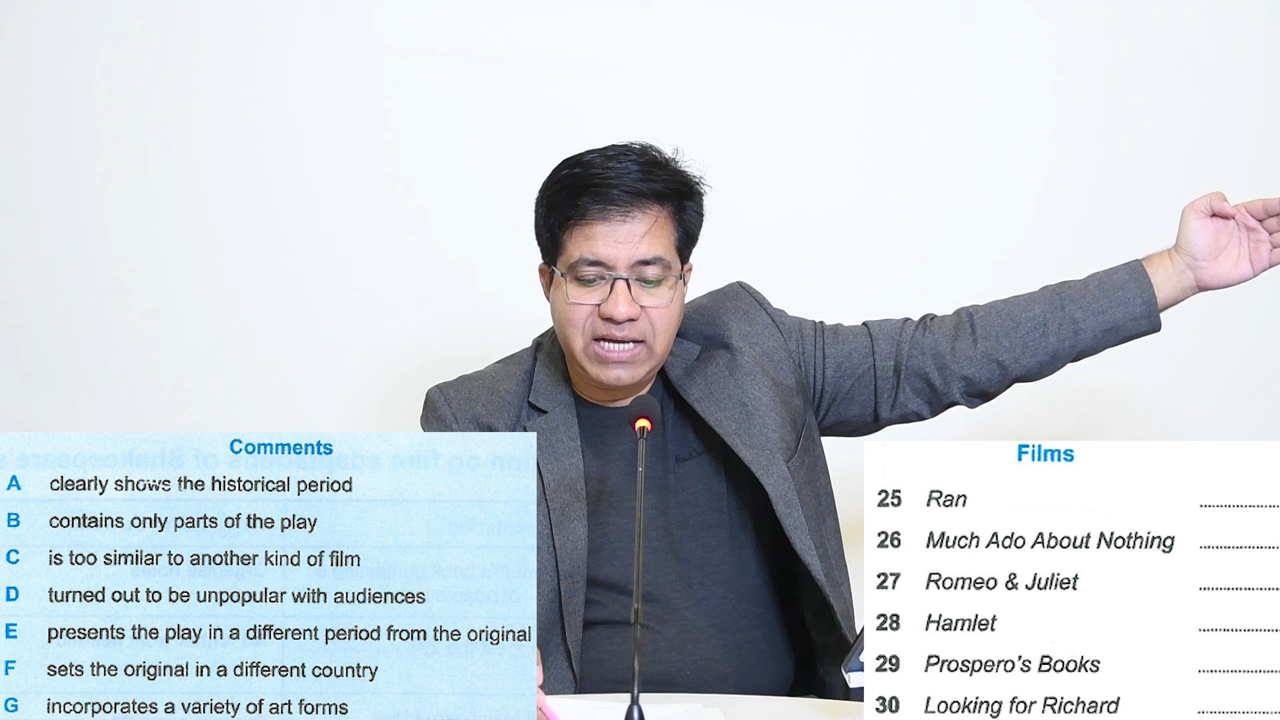 Comments
A clearly shows the historical period
B contains only parts of the play
C is too similar to another kind of film
D turned out to be unpopular with audiences
E presents the play in a different period from the original
F sets the original in a different country
G incorporates a variety of art forms
Films
25 Ran ....................
26 Much Ado About Nothing ....................
27 Romeo & Juliet ....................
28 Hamlet ....................
29 Prospero's Books ....................
30 Looking for Richard ....................